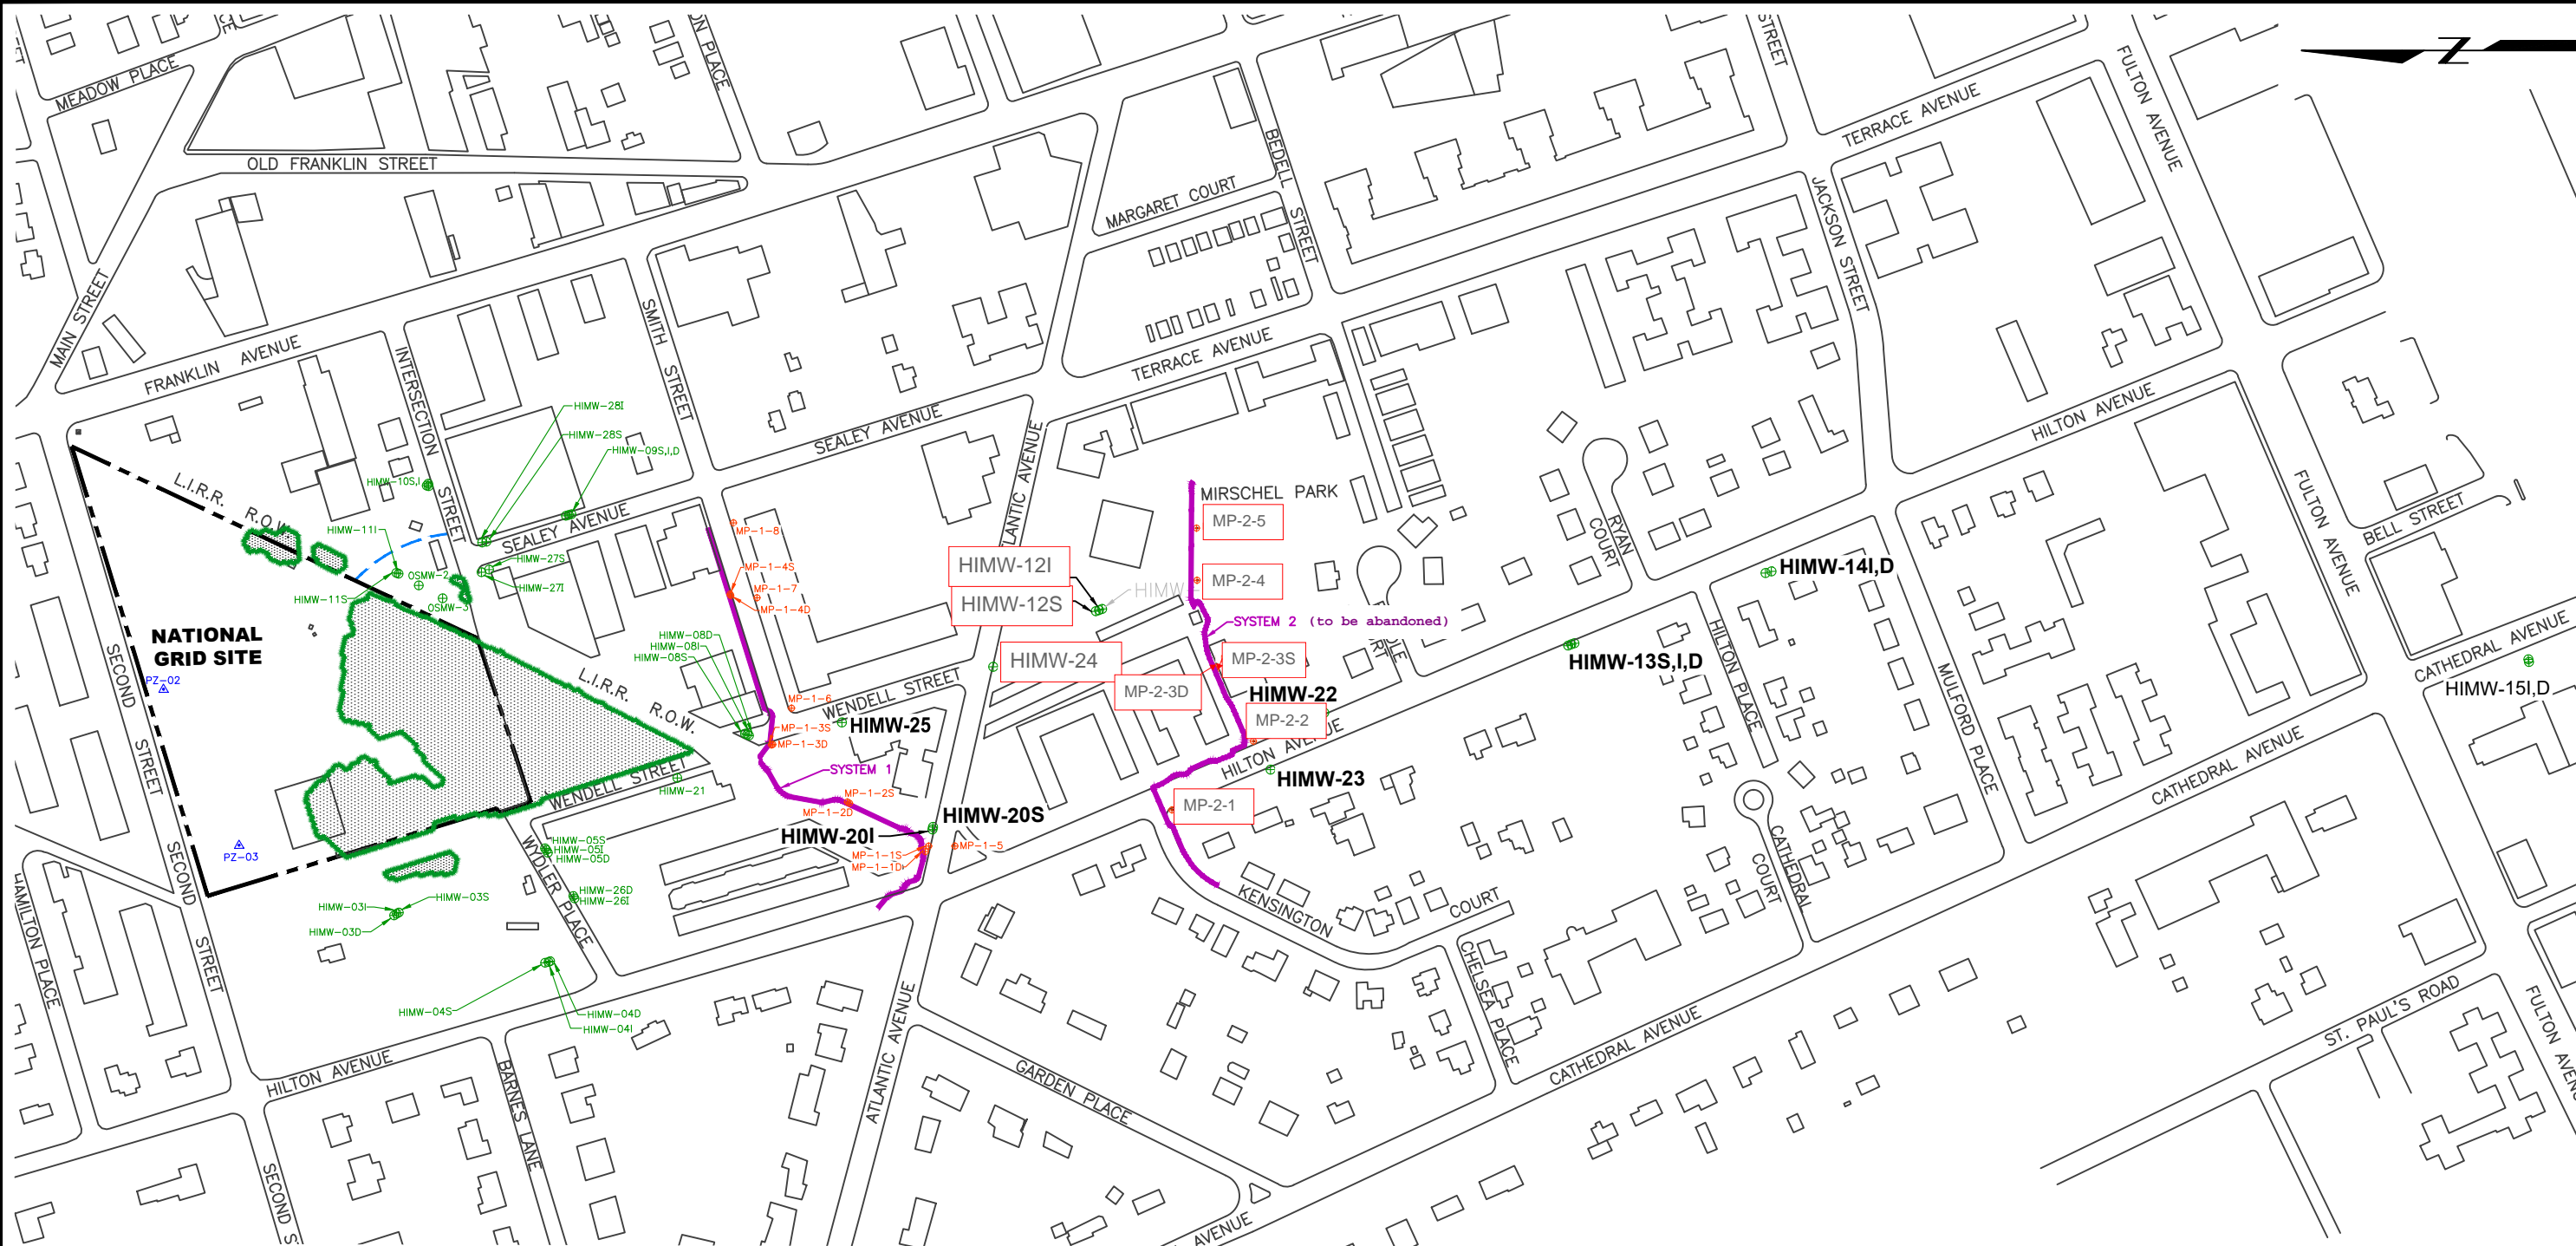 MEADOW PLACE
OLD FRANKLIN STREET
ON PLACE
STREET
FULTON AVENUE
TERRACE AVENUE
Z
BEDELL
STREET
MARGARET COURT
JACKSON STREET
MAIN STREET
FRANKLIN AVENUE
INTERSECTION
STREET
SMITH STREET
TERRACE AVENUE
SEALEY AVENUE
HILTON AVENUE
HIMW-28I
HIMW-28S
HIMW-09S,I,D
LANTIC AVENUE
L.I.R.R.
R.O.W.
HIMW-10S,I
HIMW-11I
SEALEY AVENUE
MIRSCHEL PARK
MP-2-5
MP-1-8
RYAN
COURT
FULTON AVENUE
BELL STREET
OSMW-2
HIMW-27S
HIMW-27I
HIMW-11S
OSMW-3
MP-1-4S
MP-1-7
MP-1-4D
HIMW-12I
HIMW-12S
HIMW
MP-2-4
HIMW-14I,D
SYSTEM 2 (to be abandoned)
NATIONAL
GRID SITE
SECOND STREET
PZ-02
HIMW-08D
HIMW-08I
HIMW-08S
L.I.R.R.
R.O.W.
HIMW-24
MP-2-3S
MP-2-3D
COURT
HIMW-13S,I,D
HILTON PLACE
MULFORD PLACE
CATHEDRAL AVENUE
HIMW-15I,D
MP-1-6
WENDELL STREET
HIMW-25
MP-1-3S
MP-1-3D
HIMW-22
MP-2-2
HILTON AVENUE
HIMW-23
CATHEDRAL AVENUE
SYSTEM 1
WENDELL STREET
HIMW-21
MP-1-2S
MP-1-2D
MP-2-1
HIMW-20S
HIMW-20I
MP-1-1S
MP-1-1D
MP-1-5
CATHEDRAL
COURT
PZ-03
HIMW-05S
HIMW-05I
HIMW-05D
WYDLER PLACE
HIMW-26D
HIMW-26I
HIMW-03I
HIMW-03S
HIMW-03D
SECOND
STREET
HAMILTON PLACE
KENSINGTON
COURT
CHELSEA PLACE
HIMW-04S
HIMW-04D
HIMW-04I
ATLANTIC AVENUE
ST. PAUL'S ROAD
FULTON AVENUE
HILTON AVENUE
BARNES LANE
GARDEN PLACE
CATHEDRAL AVENUE
SECOND S
AVENUE